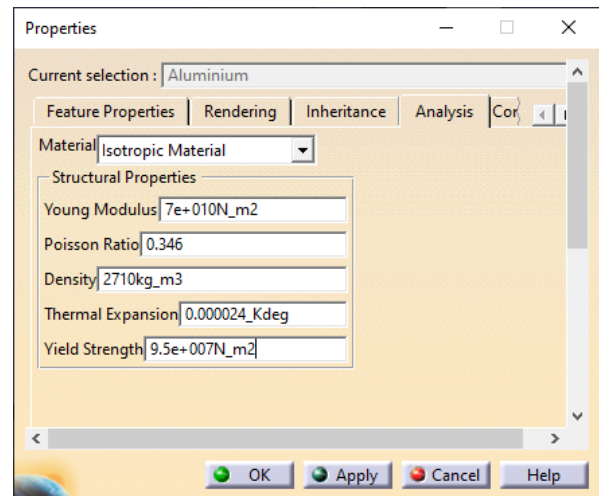 Properties
Current selection : Aluminium
Feature Properties Rendering Inheritance Analysis Cor
Material Isotropic Material
Structural Properties
Young Modulus 7e+010N_m2
Poisson Ratio 0.346
Density 2710kg_m3
Thermal Expansion 0.000024_Kdeg
Yield Strength 9.5e+007N_m2
OK Apply Cancel Help